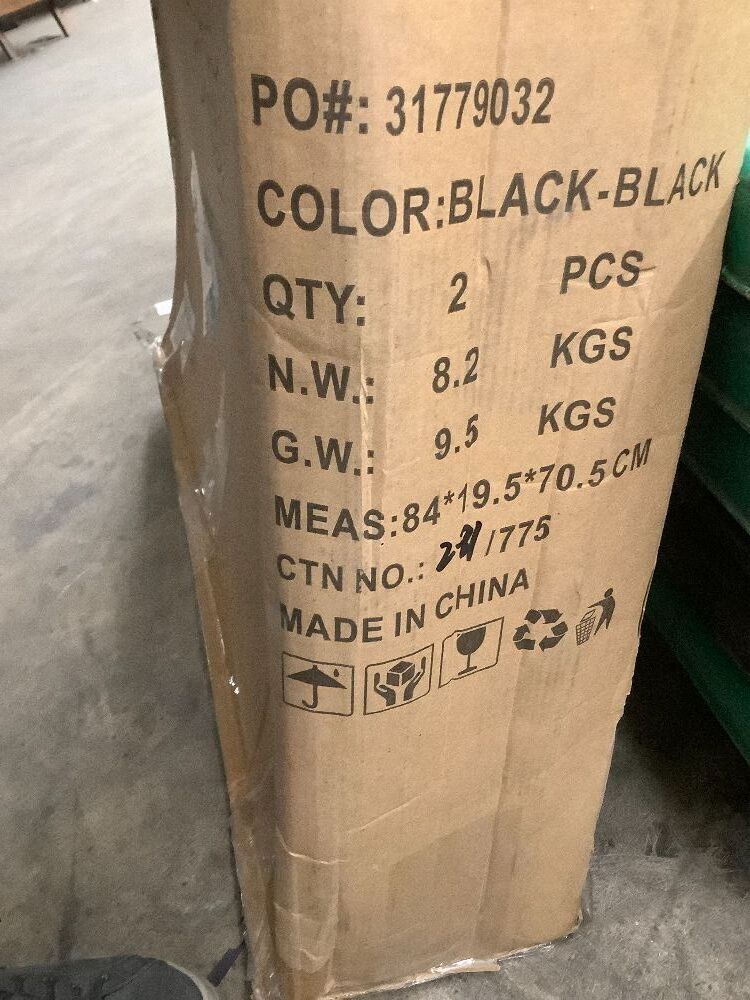 PO#: 31779032
COLOR:BLACK-BLACK
QTY: 2 PCS
N.W.: 8.2 KGS
G.W.: 9.5 KGS
MEAS:84*19.5*70.5CM
CTN NO.: /775
MADE IN CHINA